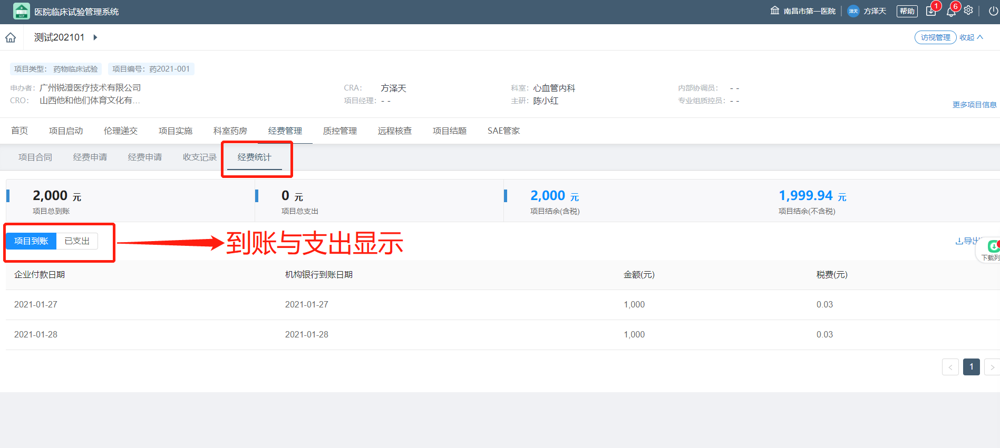 医院临床试验管理系统
南昌市第一医院 泽天 方泽天 帮助 1 6
测试202101
访视管理 收起
项目类型： 药物临床试验 项目编号：药2021-001
申办者：广州锐澄医疗技术有限公司 CRA： 方泽天 科室：心血管内科 内部协调员： - -
CRO： 山西他和他们体育文化有... 项目经理：- - 主研：陈小红 专业组质控员：- -
更多项目信息
首页 项目启动 伦理递交 项目实施 科室药房 经费管理 质控管理 远程核查 项目结题 SAE管家
项目合同 经费申请 经费申请 收支记录 经费统计
2,000 元 0 元 2,000 元 1,999.94 元
项目总到账 项目总支出 项目结余(含税) 项目结余(不含税)
项目到账 已支出 到账与支出显示 导出
下载列
企业付款日期 机构银行到账日期 金额(元) 税费(元)
2021-01-27 2021-01-27 1,000 0.03
2021-01-28 2021-01-28 1,000 0.03
< 1 >